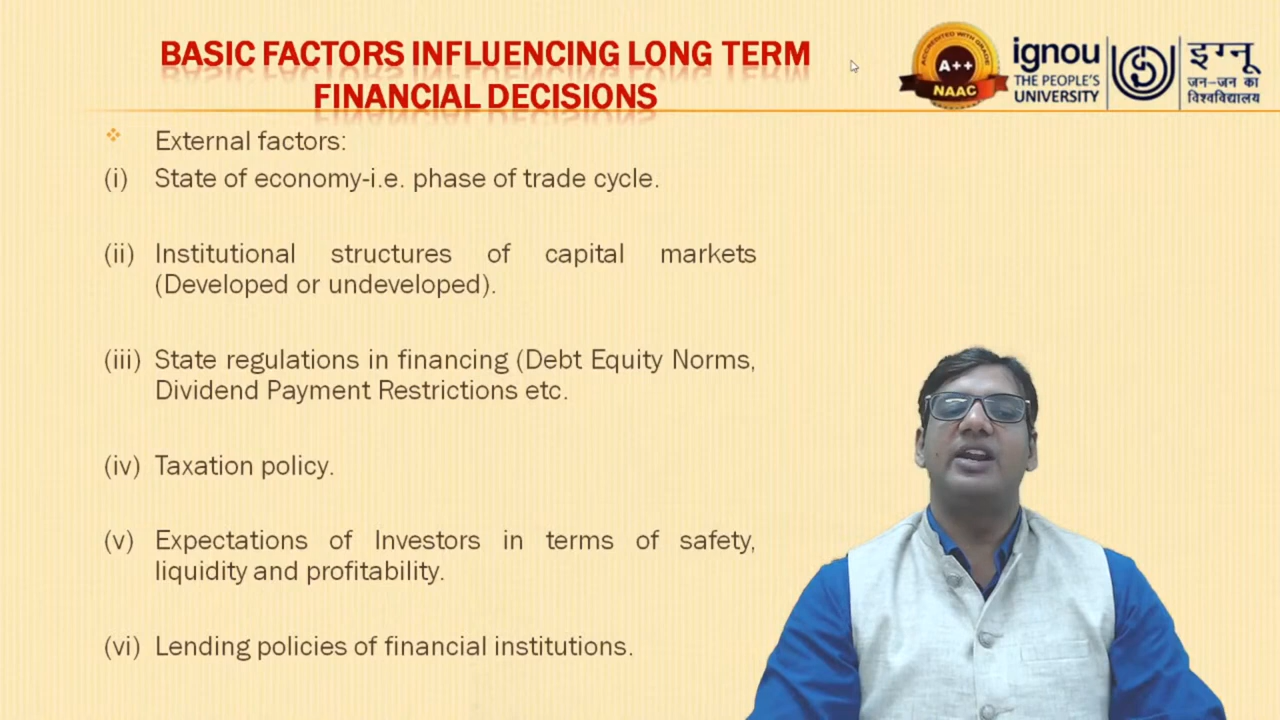 BASIC FACTORS INFLUENCING LONG TERM
FINANCIAL DECISIONS
ACCREDITED WITH GRADE
A++
NAAC
ignou
THE PEOPLE'S
UNIVERSITY
इग्नू
जन-जन का
विश्वविद्यालय
External factors:
(i) State of economy-i.e. phase of trade cycle.
(ii) Institutional structures of capital markets
(Developed or undeveloped).
(iii) State regulations in financing (Debt Equity Norms,
Dividend Payment Restrictions etc.
(iv) Taxation policy.
(v) Expectations of Investors in terms of safety,
liquidity and profitability.
(vi) Lending policies of financial institutions.